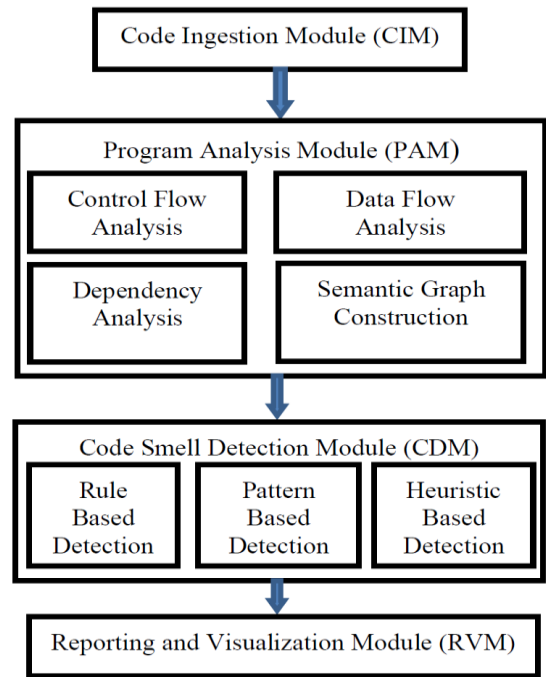 Code Ingestion Module (CIM)
Program Analysis Module (PAM)
Control Flow
Analysis
Data Flow
Analysis
Dependency
Analysis
Semantic Graph
Construction
Code Smell Detection Module (CDM)
Rule
Based
Detection
Pattern
Based
Detection
Heuristic
Based
Detection
Reporting and Visualization Module (RVM)